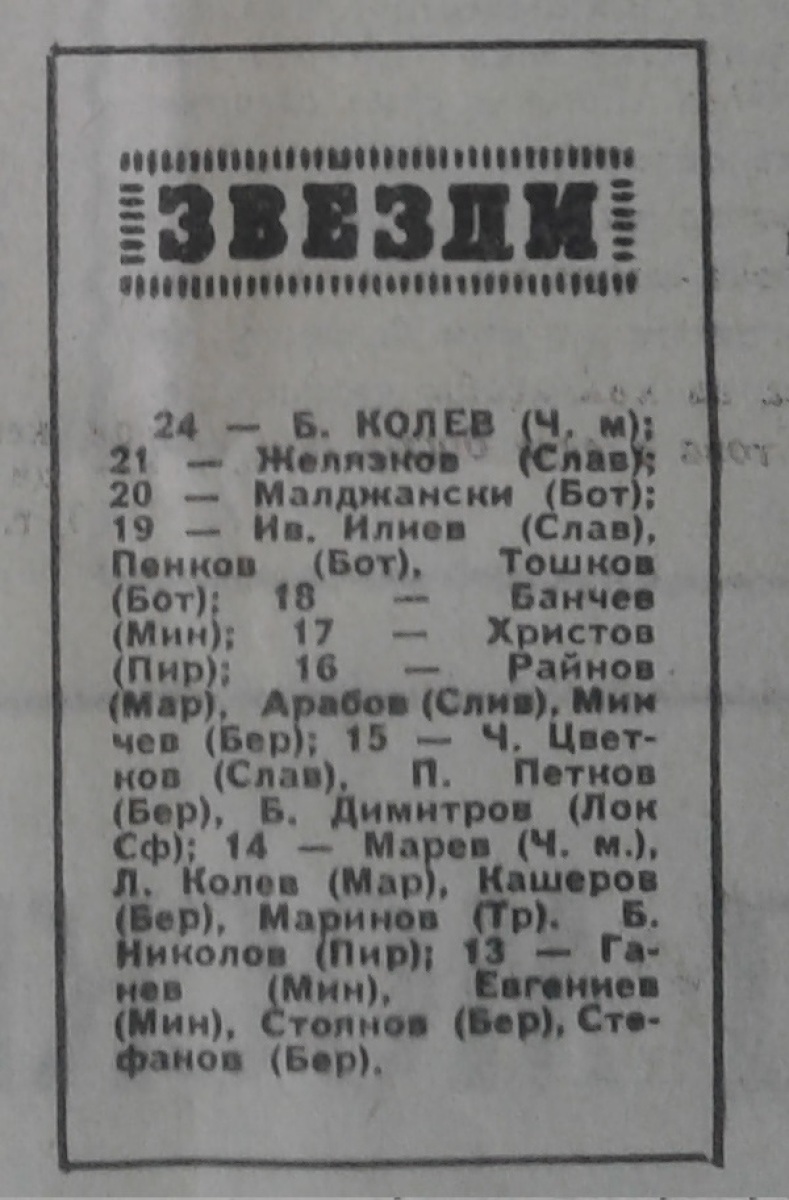 ЗВЕЗДИ
24 — Б. КОЛЕВ (Ч. м);
21 — Желязков (Слав);
20 — Малджански (Бот);
19 — Ив. Илиев (Слав),
Пенков (Бот), Тошков
(Бот); 18 — Банчев
(Мин); 17 — Христов
(Пир); 16 — Райнов
(Мар), Арабов (Слив), Мин
чев (Бер); 15 — Ч. Цвет-
ков (Слав), П. Петков
(Бер), Б. Димитров (Лок
Сф); 14 — Марев (Ч. м.),
Л. Колев (Мар), Кашеров
(Бер), Маринов (Тр). Б.
Николов (Пир); 13 — Га-
нев (Мин), Евгениев
(Мин), Стоянов (Бер), Сте-
фанов (Бер).